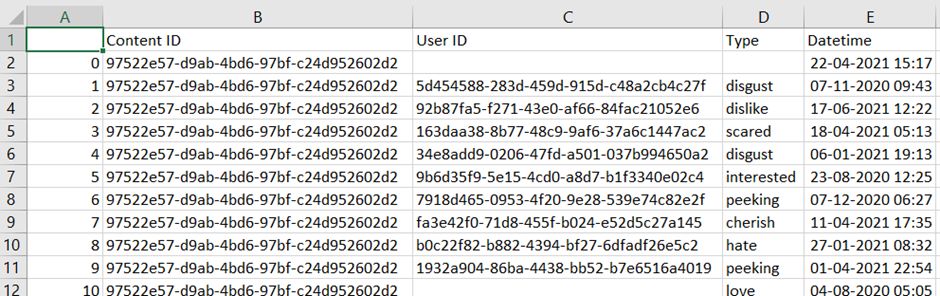 A B C D E
1 Content ID User ID Type Datetime
2 0 97522e57-d9ab-4bd6-97bf-c24d952602d2 22-04-2021 15:17
3 1 97522e57-d9ab-4bd6-97bf-c24d952602d2 5d454588-283d-459d-915d-c48a2cb4c27f disgust 07-11-2020 09:43
4 2 97522e57-d9ab-4bd6-97bf-c24d952602d2 92b87fa5-f271-43e0-af66-84fac21052e6 dislike 17-06-2021 12:22
5 3 97522e57-d9ab-4bd6-97bf-c24d952602d2 163daa38-8b77-48c9-9af6-37a6c1447ac2 scared 18-04-2021 05:13
6 4 97522e57-d9ab-4bd6-97bf-c24d952602d2 34e8add9-0206-47fd-a501-037b994650a2 disgust 06-01-2021 19:13
7 5 97522e57-d9ab-4bd6-97bf-c24d952602d2 9b6d35f9-5e15-4cd0-a8d7-b1f3340e02c4 interested 23-08-2020 12:25
8 6 97522e57-d9ab-4bd6-97bf-c24d952602d2 7918d465-0953-4f20-9e28-539e74c82e2f peeking 07-12-2020 06:27
9 7 97522e57-d9ab-4bd6-97bf-c24d952602d2 fa3e42f0-71d8-455f-b024-e52d5c27a145 cherish 11-04-2021 17:35
10 8 97522e57-d9ab-4bd6-97bf-c24d952602d2 b0c22f82-b882-4394-bf27-6dfadf26e5c2 hate 27-01-2021 08:32
11 9 97522e57-d9ab-4bd6-97bf-c24d952602d2 1932a904-86ba-4438-bb52-b7e6516a4019 peeking 01-04-2021 22:54
12 10 97522e57-d9ab-4bd6-97bf-c24d952602d2 love 04-08-2020 05:05